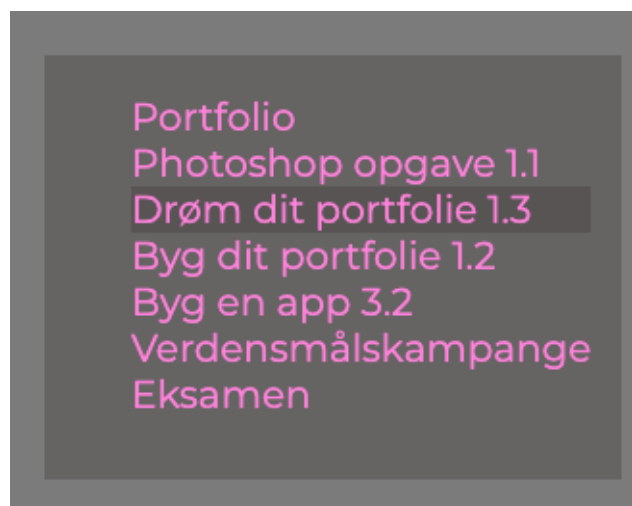 Portfolio
Photoshop opgave 1.1
Drøm dit portfolie 1.3
Byg dit portfolie 1.2
Byg en app 3.2
Verdensmålskampange
Eksamen